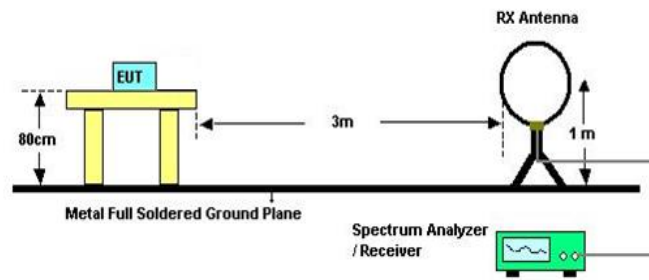 RX Antenna
EUT
3m
80cm
1 m
Metal Full Soldered Ground Plane
Spectrum Analyzer
/ Receiver